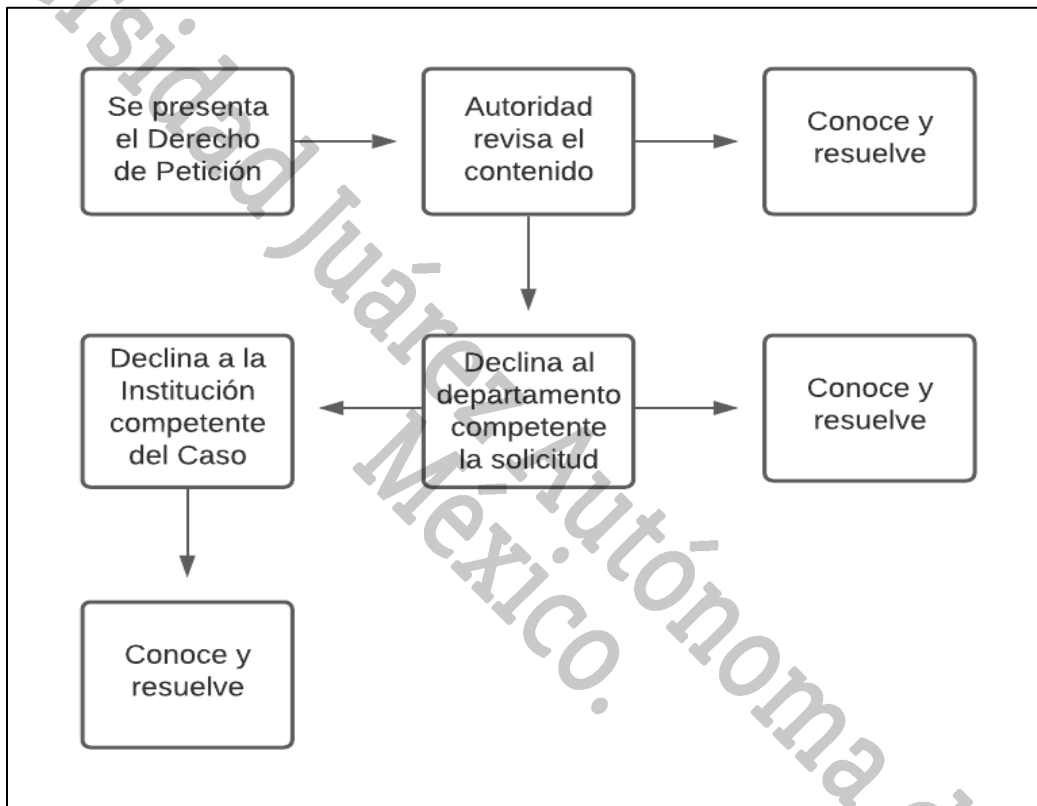 Se presenta
el Derecho
de Petición
Autoridad
revisa el
contenido
Conoce y
resuelve
Declina a la
Institución
competente
del Caso
Declina al
departamento
competente
la solicitud
Conoce y
resuelve
Conoce y
resuelve
Juárez Autónoma
México.